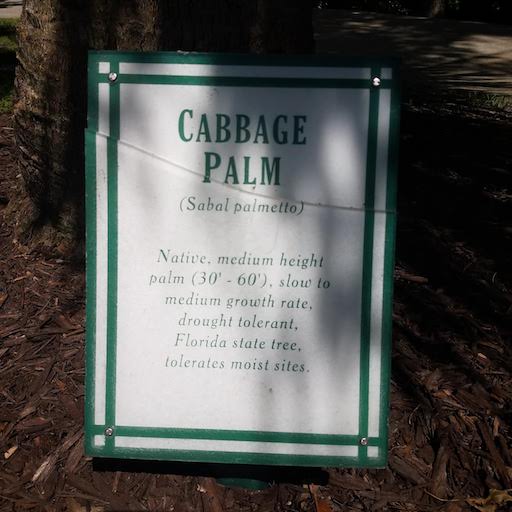 CABBAGE
PALM
(Sabal palmetto)
Native, medium height
palm (30' - 60'), slow to
medium growth rate,
drought tolerant,
Florida state tree,
tolerates moist sites.